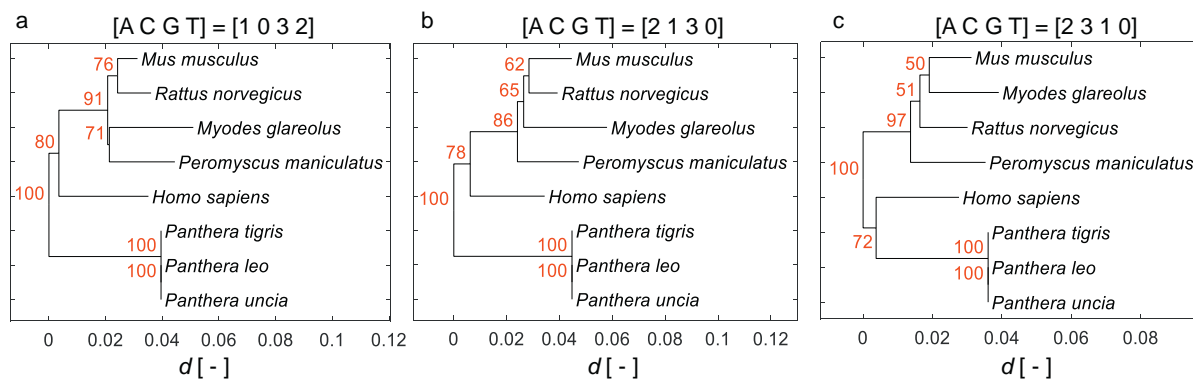 a
[A C G T] = [1 0 3 2]
76
Mus musculus
Rattus norvegicus
91
Myodes glareolus
71
80
Peromyscus maniculatus
100
Homo sapiens
Panthera tigris
100
Panthera leo
100
Panthera uncia
0 0.02 0.04 0.06 0.08 0.1 0.12
d [ - ]
b
[A C G T] = [2 1 3 0]
62
Mus musculus
65
Rattus norvegicus
86
Myodes glareolus
78
Peromyscus maniculatus
100
Homo sapiens
Panthera tigris
100
Panthera leo
100
Panthera uncia
0 0.02 0.04 0.06 0.08 0.1 0.12
d [ - ]
c
[A C G T] = [2 3 1 0]
50
Mus musculus
51
Myodes glareolus
97
Rattus norvegicus
100
Peromyscus maniculatus
Homo sapiens
72
Panthera tigris
100
Panthera leo
100
Panthera uncia
0 0.02 0.04 0.06 0.08
d [ - ]